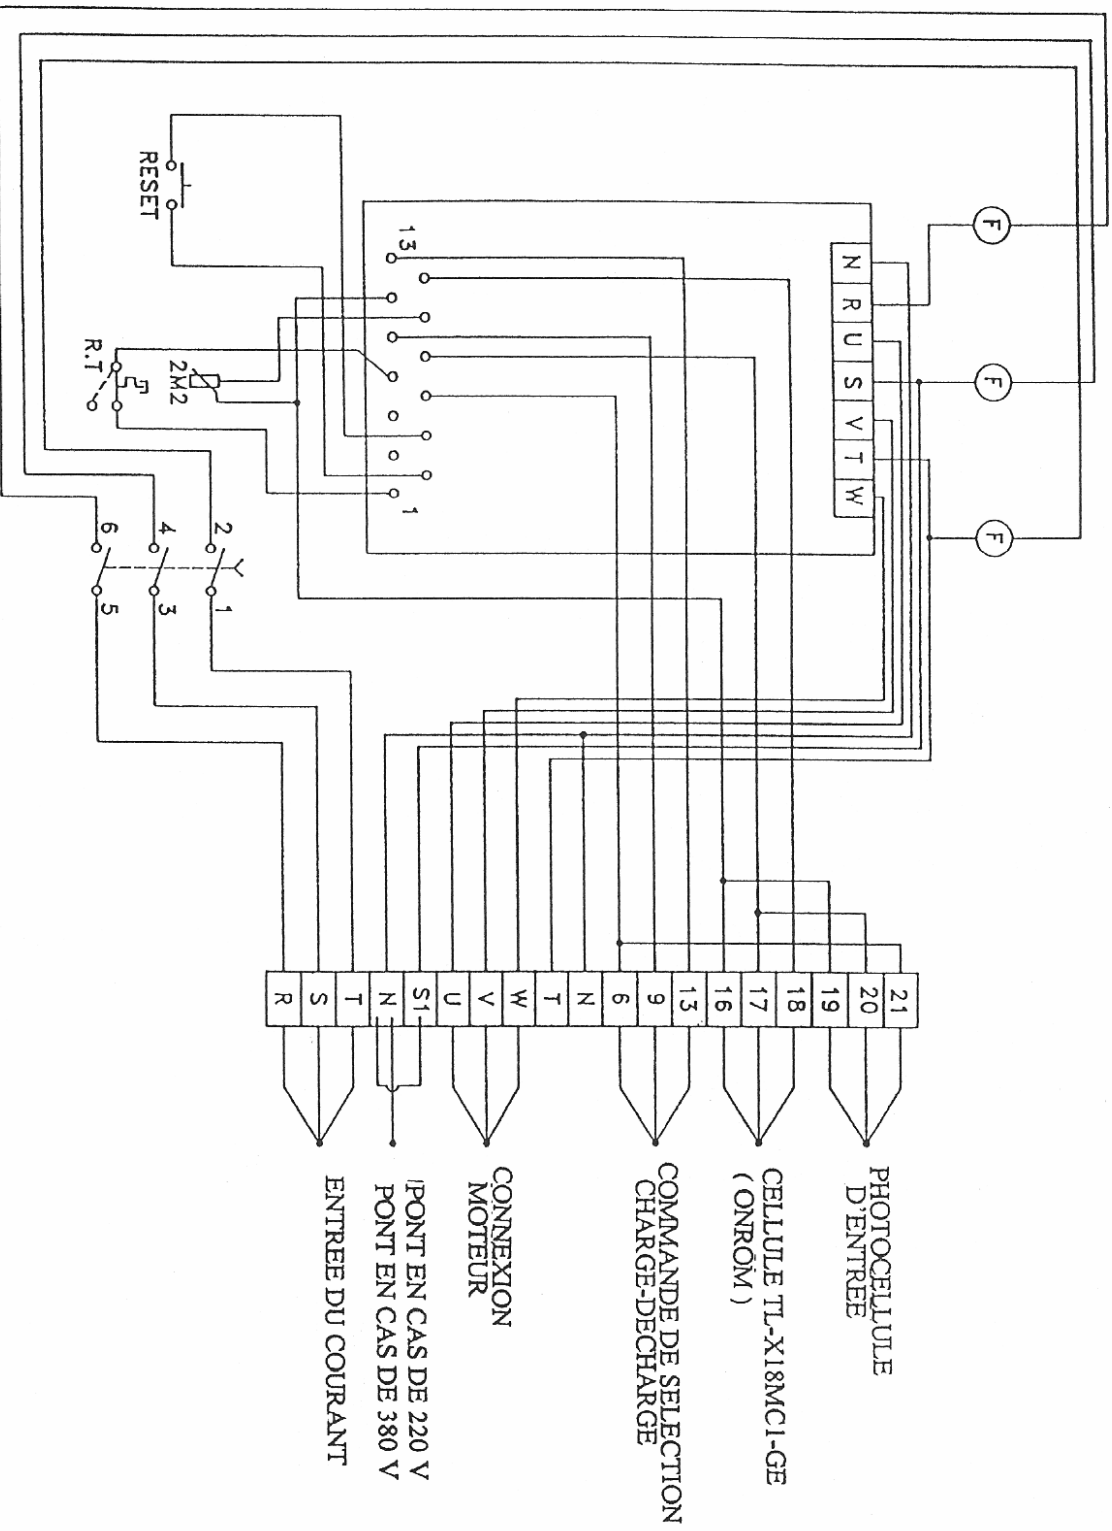 F
F
F
N
R
U
S
V
T
W
13
1
RESET
2M2
R.T
2
4
6
1
3
5
R
S
T
N
S1
U
V
W
T
N
6
9
13
16
17
18
19
20
21
PHOTOCELLULE
D'ENTREE
CELLULE TL-X18MC1-GE
( ONRÖM )
COMMANDE DE SELECTION
CHARGE-DECHARGE
CONNEXION
MOTEUR
PONT EN CAS DE 220 V
PONT EN CAS DE 380 V
ENTREE DU COURANT